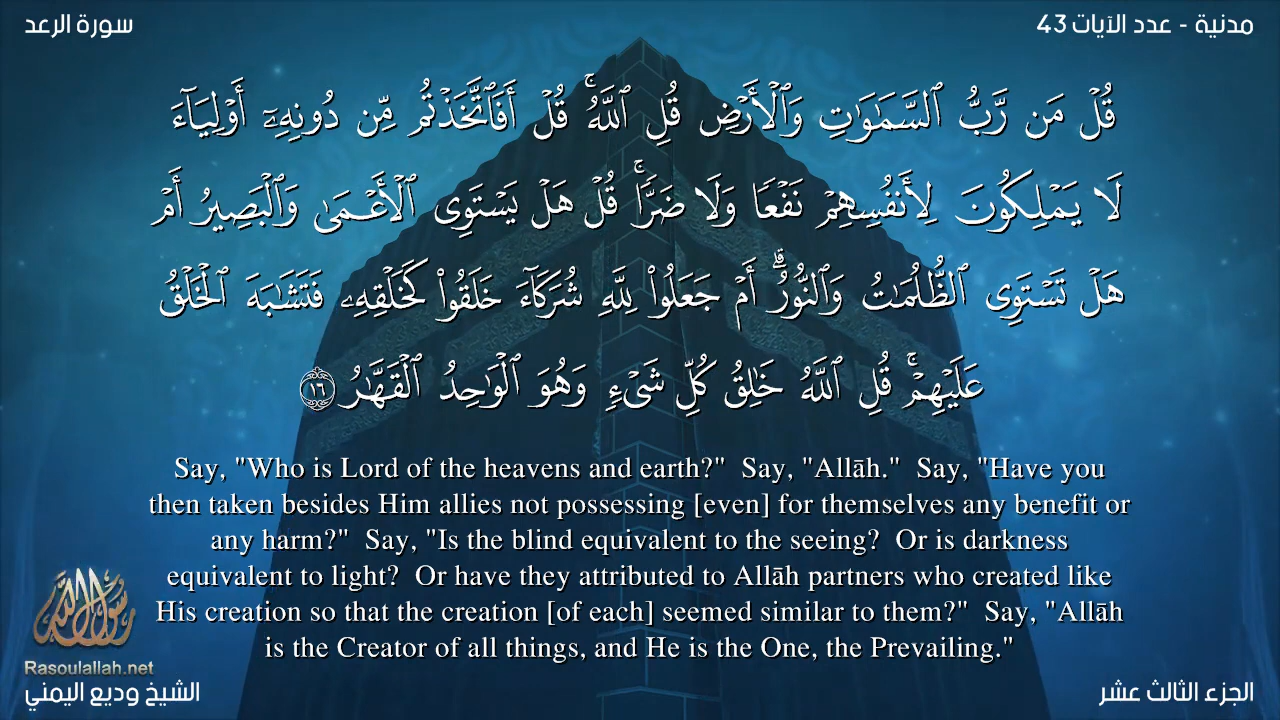 مدنية - عدد الآيات 43
سورة الرعد
قُلْ مَن رَّبُّ ٱلسَّمَـٰوَٰتِ وَٱلْأَرْضِ قُلِ ٱللَّهُ ۚ قُلْ أَفَٱتَّخَذْتُم مِّن دُونِهِۦٓ أَوْلِيَآءَ
لَا يَمْلِكُونَ لِأَنفُسِهِمْ نَفْعًا وَلَا ضَرًّا ۚ قُلْ هَلْ يَسْتَوِى ٱلْأَعْمَىٰ وَٱلْبَصِيرُ أَمْ
هَلْ تَسْتَوِى ٱلظُّلُمَـٰتُ وَٱلنُّورُ ۗ أَمْ جَعَلُوا۟ لِلَّهِ شُرَكَآءَ خَلَقُوا۟ كَخَلْقِهِۦ فَتَشَـٰبَهَ ٱلْخَلْقُ
عَلَيْهِمْ ۚ قُلِ ٱللَّهُ خَـٰلِقُ كُلِّ شَىْءٍ وَهُوَ ٱلْوَٰحِدُ ٱلْقَهَّـٰرُ ١٦
Say, "Who is Lord of the heavens and earth?"  Say, "Allāh."  Say, "Have you
then taken besides Him allies not possessing [even] for themselves any benefit or
any harm?"  Say, "Is the blind equivalent to the seeing?  Or is darkness
equivalent to light?  Or have they attributed to Allāh partners who created like
His creation so that the creation [of each] seemed similar to them?"  Say, "Allāh
is the Creator of all things, and He is the One, the Prevailing."
رسول الله
Rasoulallah.net
الجزء الثالث عشر
الشيخ وديع اليمني